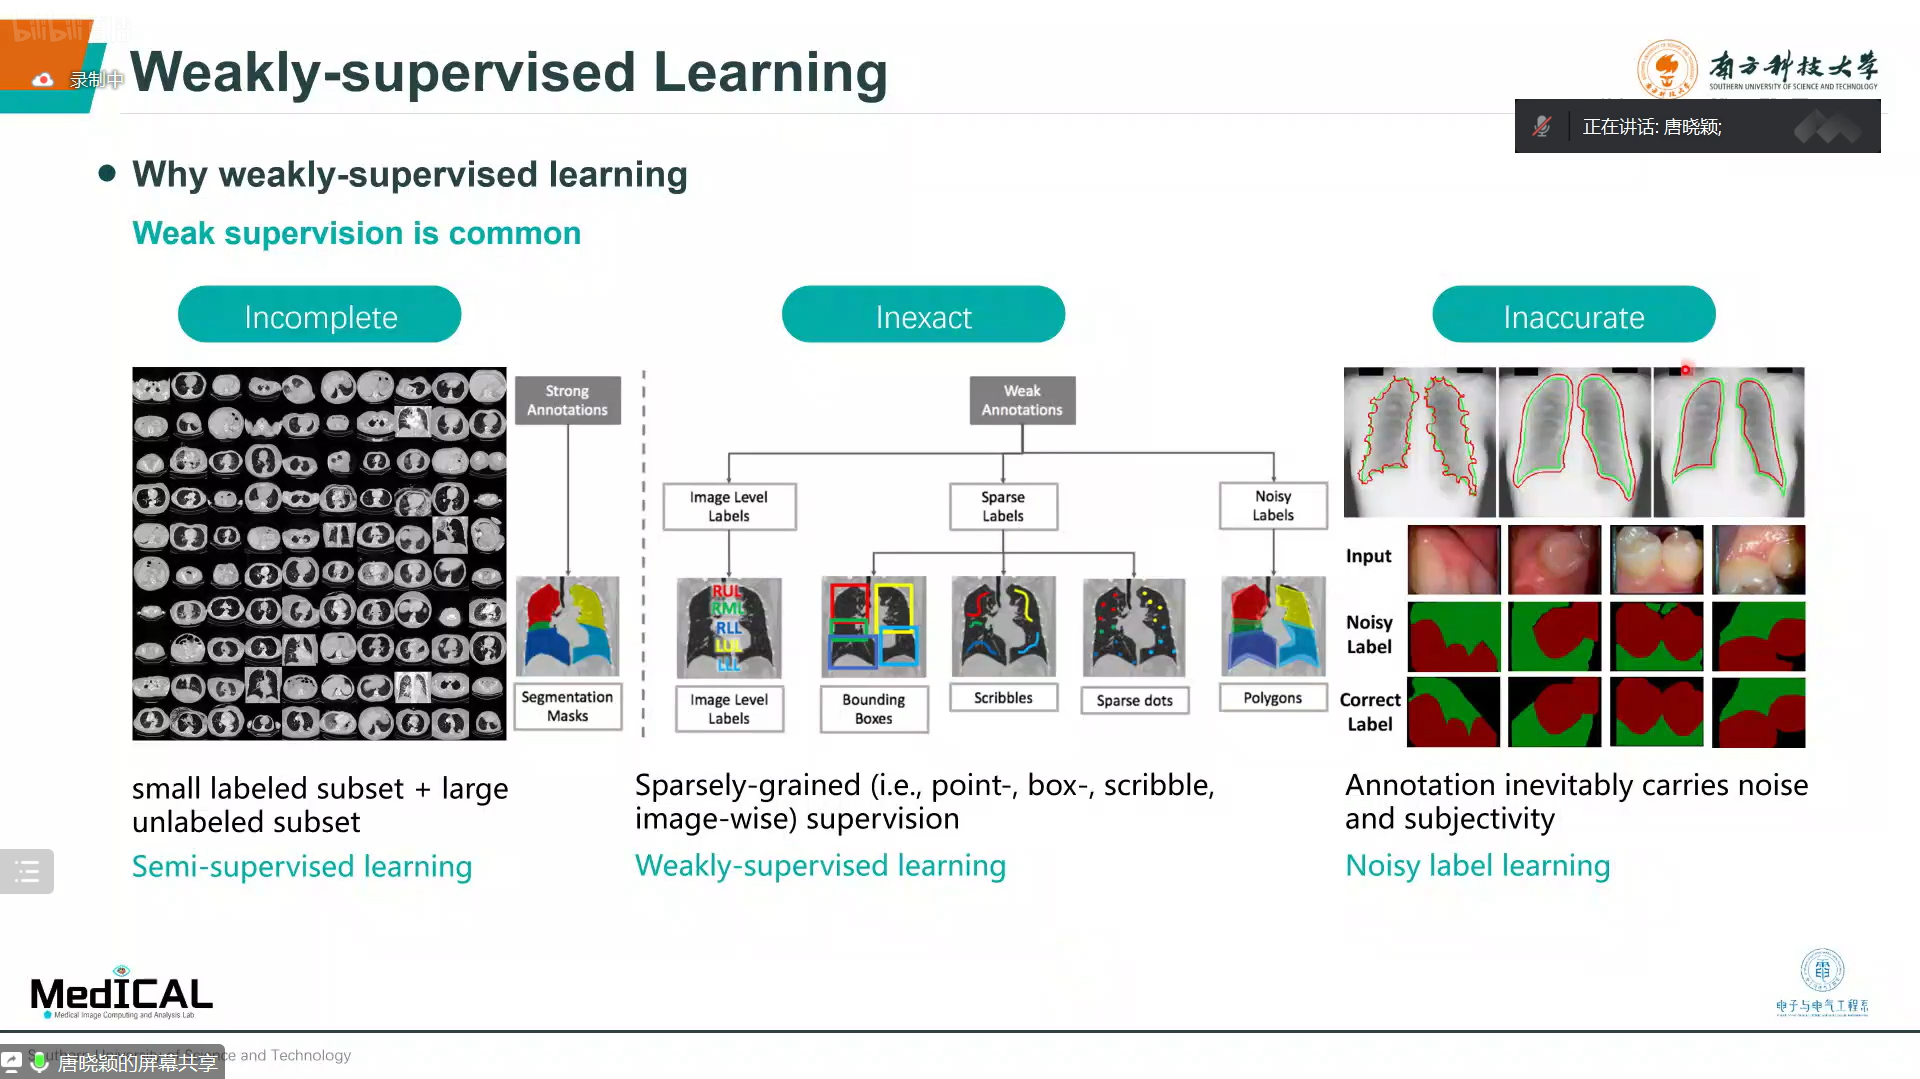 bilibili
录制中
Weakly-supervised Learning
南方科技大学
SOUTHERN UNIVERSITY OF SCIENCE AND TECHNOLOGY
正在讲话: 唐晓颖;
Why weakly-supervised learning
Weak supervision is common
Incomplete
Inexact
Inaccurate
Strong
Annotations
Weak
Annotations
Image Level
Labels
Sparse
Labels
Noisy
Labels
RUL
RML
RLL
LUL
LLL
Segmentation
Masks
Image Level
Labels
Bounding
Boxes
Scribbles
Sparse dots
Polygons
Input
Noisy
Label
Correct
Label
small labeled subset + large
unlabeled subset
Semi-supervised learning
Sparsely-grained (i.e., point-, box-, scribble,
image-wise) supervision
Weakly-supervised learning
Annotation inevitably carries noise
and subjectivity
Noisy label learning
MedICAL
Medical Image Computing and Analysis Lab
电子与电气工程系
Southern University of Science and Technology
唐晓颖的屏幕共享